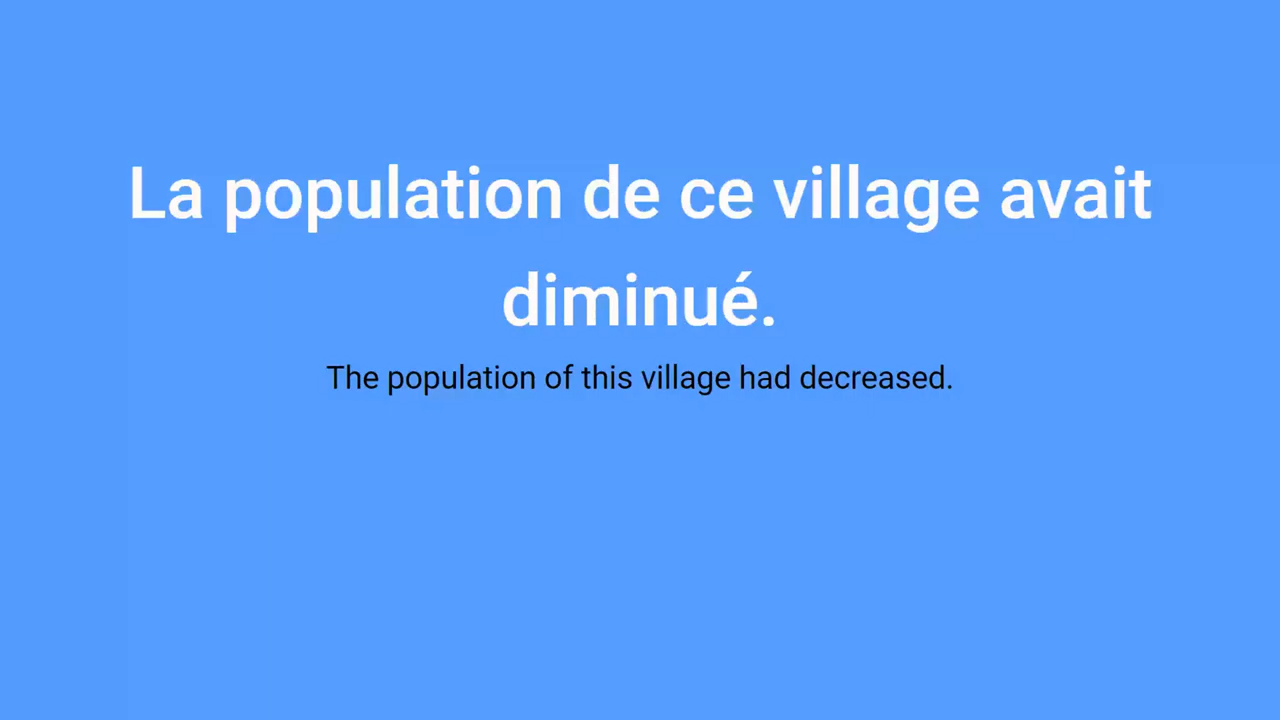 La population de ce village avait
diminué.
The population of this village had decreased.